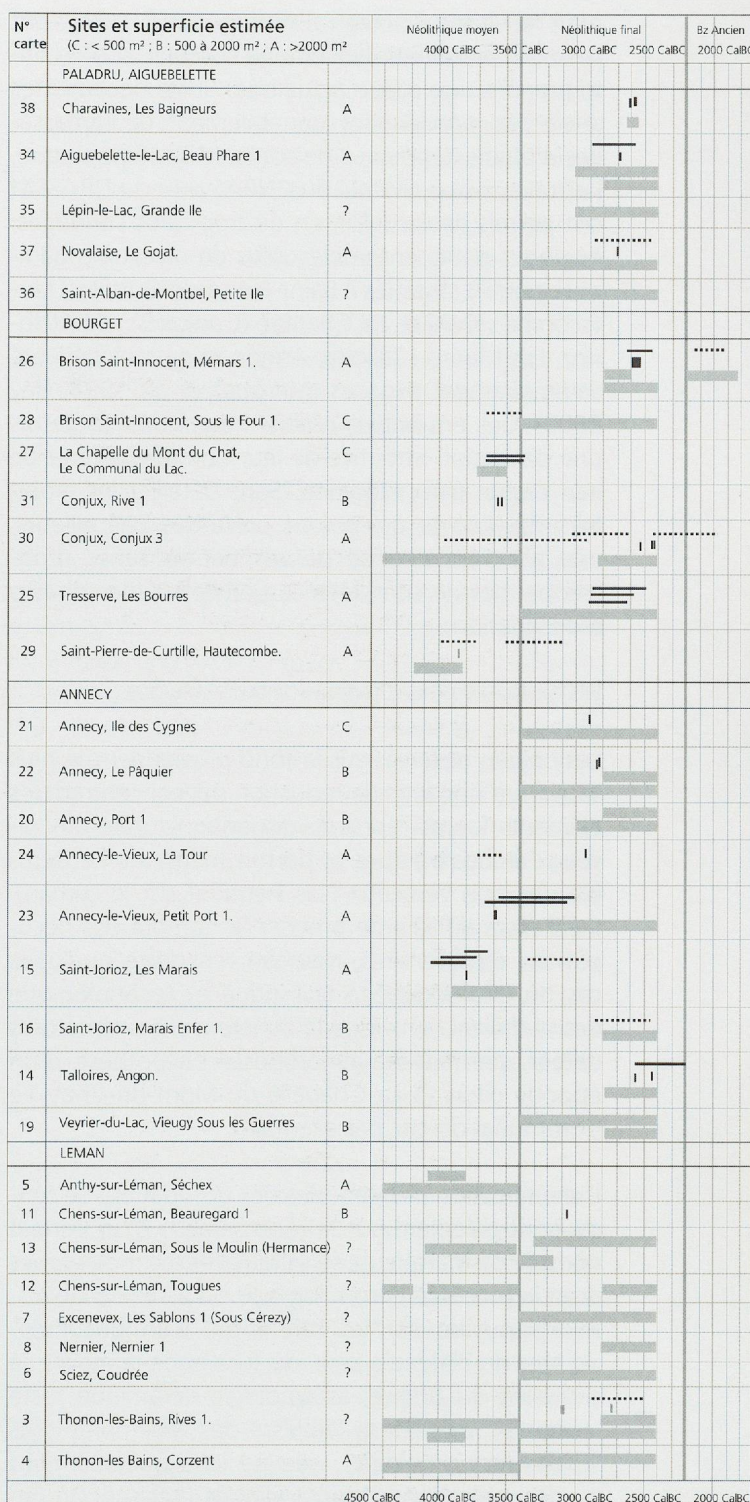 N° carte Sites et superficie estimée
(C : < 500 m² ; B : 500 à 2000 m² ; A : >2000 m²
Néolithique moyen Néolithique final Bz Ancien
4000 CalBC 3500 CalBC 3000 CalBC 2500 CalBC 2000 CalBC
PALADRU, AIGUEBELETTE
38 Charavines, Les Baigneurs A
34 Aiguebelette-le-Lac, Beau Phare 1 A
35 Lépin-le-Lac, Grande Ile ?
37 Novalaise, Le Gojat. A
36 Saint-Alban-de-Montbel, Petite Ile ?
BOURGET
26 Brison Saint-Innocent, Mémars 1. A
28 Brison Saint-Innocent, Sous le Four 1. C
27 La Chapelle du Mont du Chat, C
Le Communal du Lac.
31 Conjux, Rive 1 B
30 Conjux, Conjux 3 A
25 Tresserve, Les Bourres A
29 Saint-Pierre-de-Curtille, Hautecombe. A
ANNECY
21 Annecy, Ile des Cygnes C
22 Annecy, Le Pâquier B
20 Annecy, Port 1 B
24 Annecy-le-Vieux, La Tour A
23 Annecy-le-Vieux, Petit Port 1. A
15 Saint-Jorioz, Les Marais A
16 Saint-Jorioz, Marais Enfer 1. B
14 Talloires, Angon. B
19 Veyrier-du-Lac, Vieugy Sous les Guerres B
LEMAN
5 Anthy-sur-Léman, Séchex A
11 Chens-sur-Léman, Beauregard 1 B
13 Chens-sur-Léman, Sous le Moulin (Hermance) ?
12 Chens-sur-Léman, Tougues ?
7 Excenevex, Les Sablons 1 (Sous Cérezy) ?
8 Nernier, Nernier 1 ?
6 Sciez, Coudrée ?
3 Thonon-les-Bains, Rives 1. ?
4 Thonon-les Bains, Corzent A
4500 CalBC 4000 CalBC 3500 CalBC 3000 CalBC 2500 CalBC 2000 CalBC